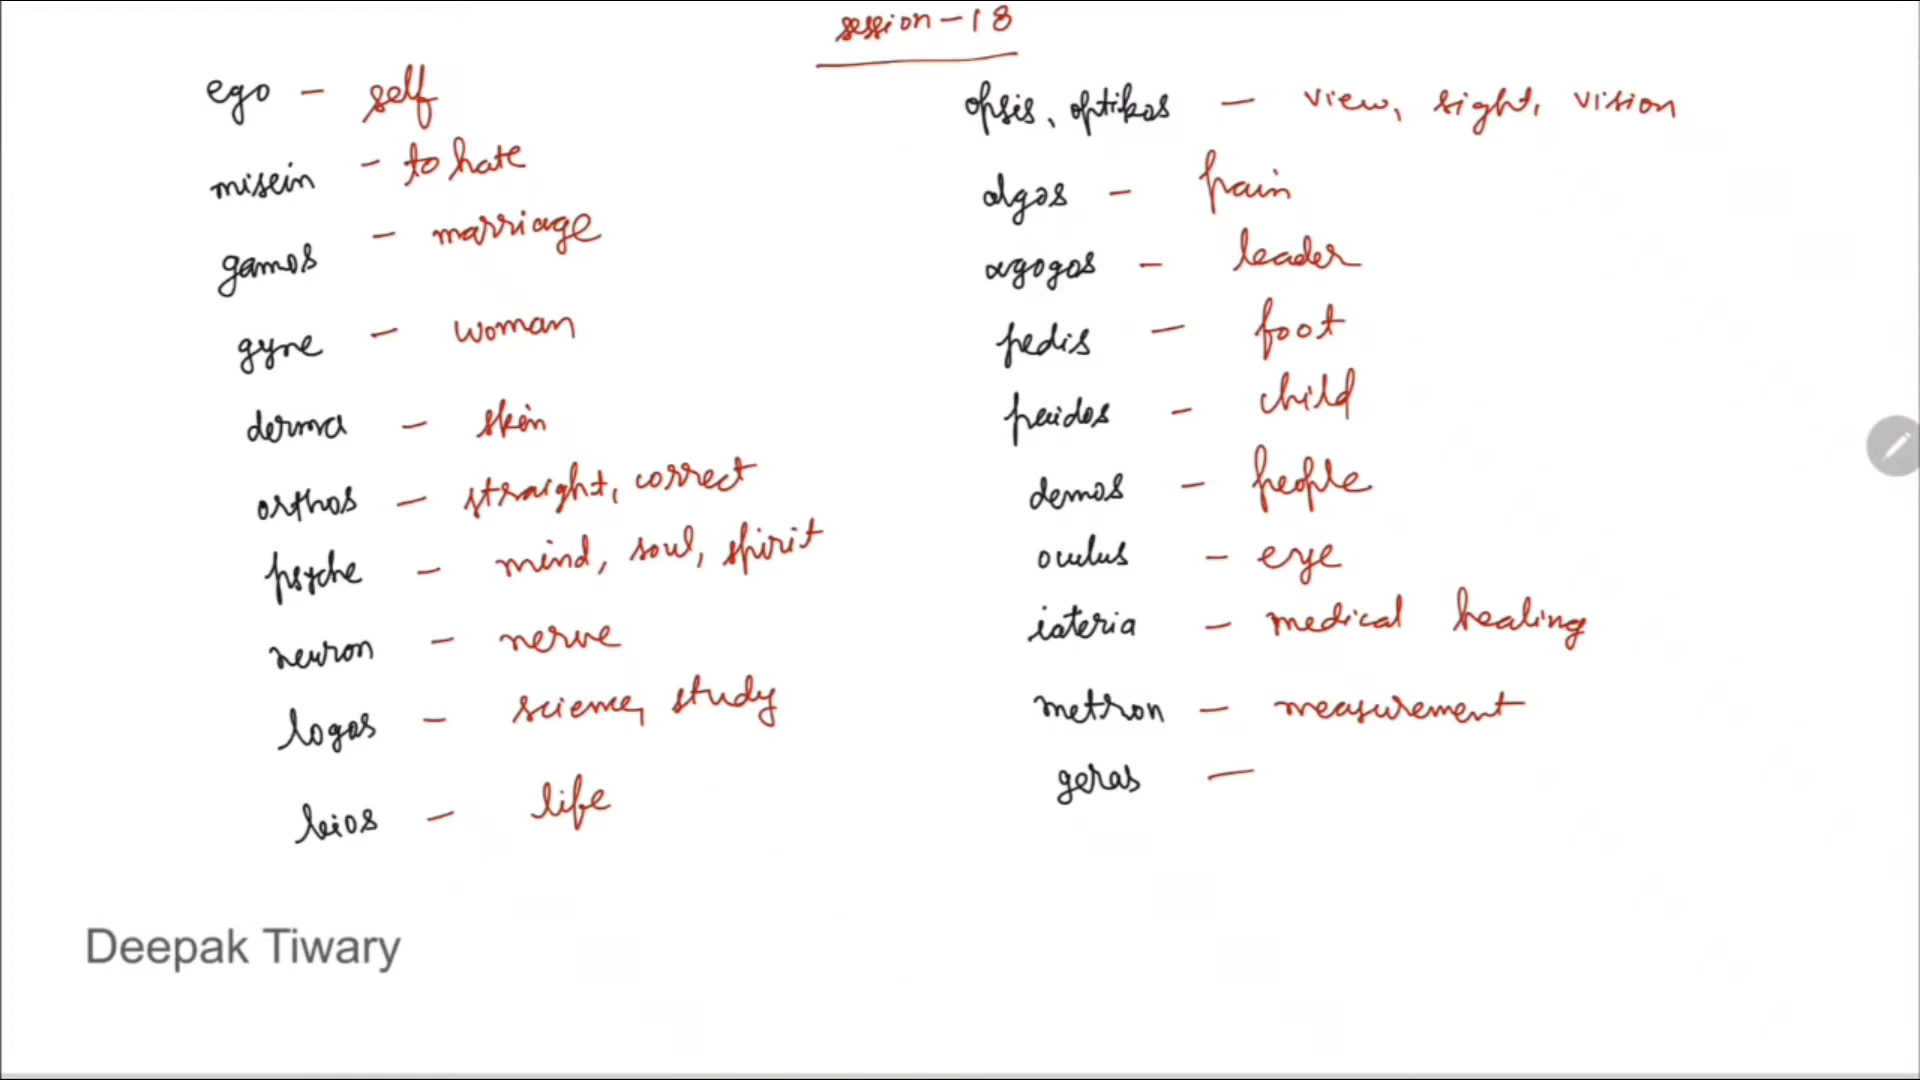 session - 18
ego - self
misein - to hate
gamos - marriage
gyne - woman
derma - skin
orthos - straight, correct
psyche - mind, soul, spirit
neuron - nerve
logos - science, study
bios - life
opsis, optikos - view, sight, vision
algos - pain
agogos - leader
pedis - foot
paidos - child
demos - people
oculus - eye
iateria - medical healing
metron - measurement
geras -
Deepak Tiwary